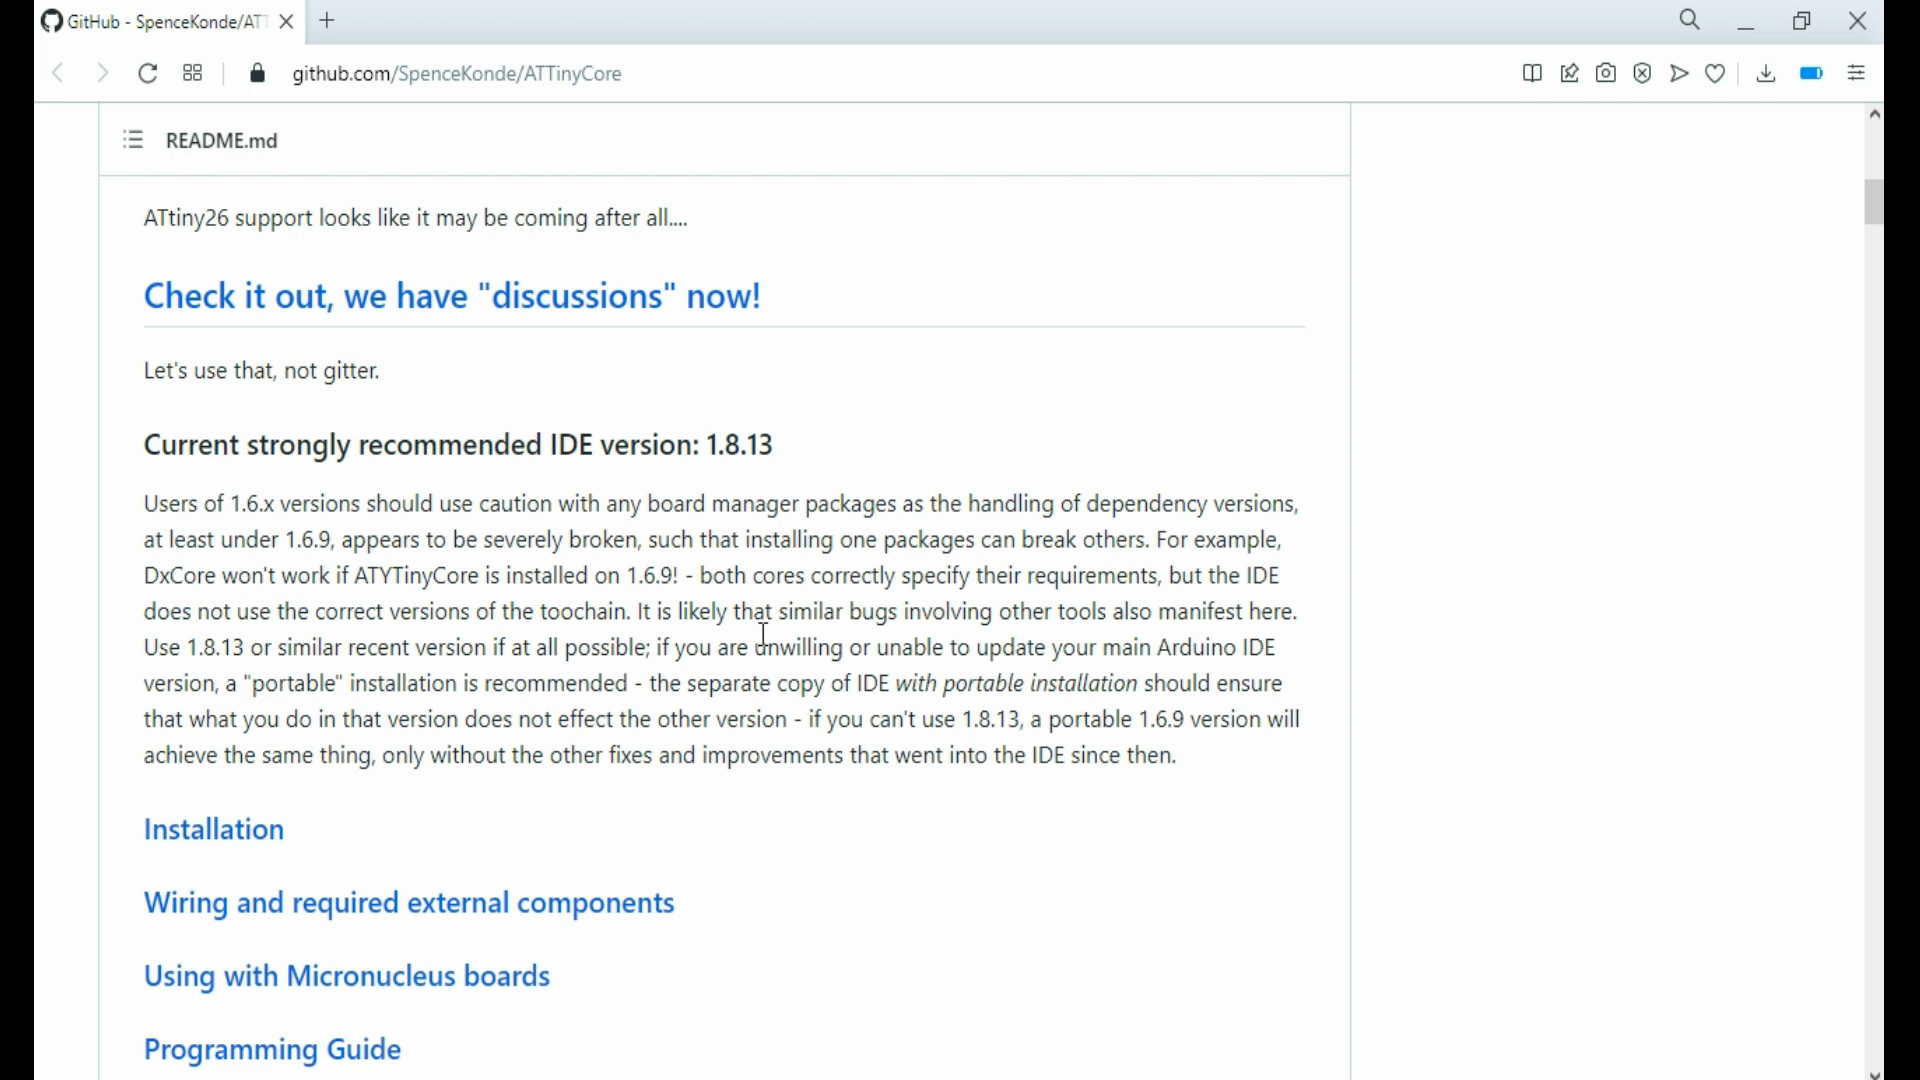 GitHub - SpenceKonde/ATT
github.com/SpenceKonde/ATTinyCore
README.md
ATtiny26 support looks like it may be coming after all....
Check it out, we have "discussions" now!
Let's use that, not gitter.
Current strongly recommended IDE version: 1.8.13
Users of 1.6.x versions should use caution with any board manager packages as the handling of dependency versions,
at least under 1.6.9, appears to be severely broken, such that installing one packages can break others. For example,
DxCore won't work if ATYTinyCore is installed on 1.6.9! - both cores correctly specify their requirements, but the IDE
does not use the correct versions of the toochain. It is likely that similar bugs involving other tools also manifest here.
Use 1.8.13 or similar recent version if at all possible; if you are unwilling or unable to update your main Arduino IDE
version, a "portable" installation is recommended - the separate copy of IDE with portable installation should ensure
that what you do in that version does not effect the other version - if you can't use 1.8.13, a portable 1.6.9 version will
achieve the same thing, only without the other fixes and improvements that went into the IDE since then.
Installation
Wiring and required external components
Using with Micronucleus boards
Programming Guide